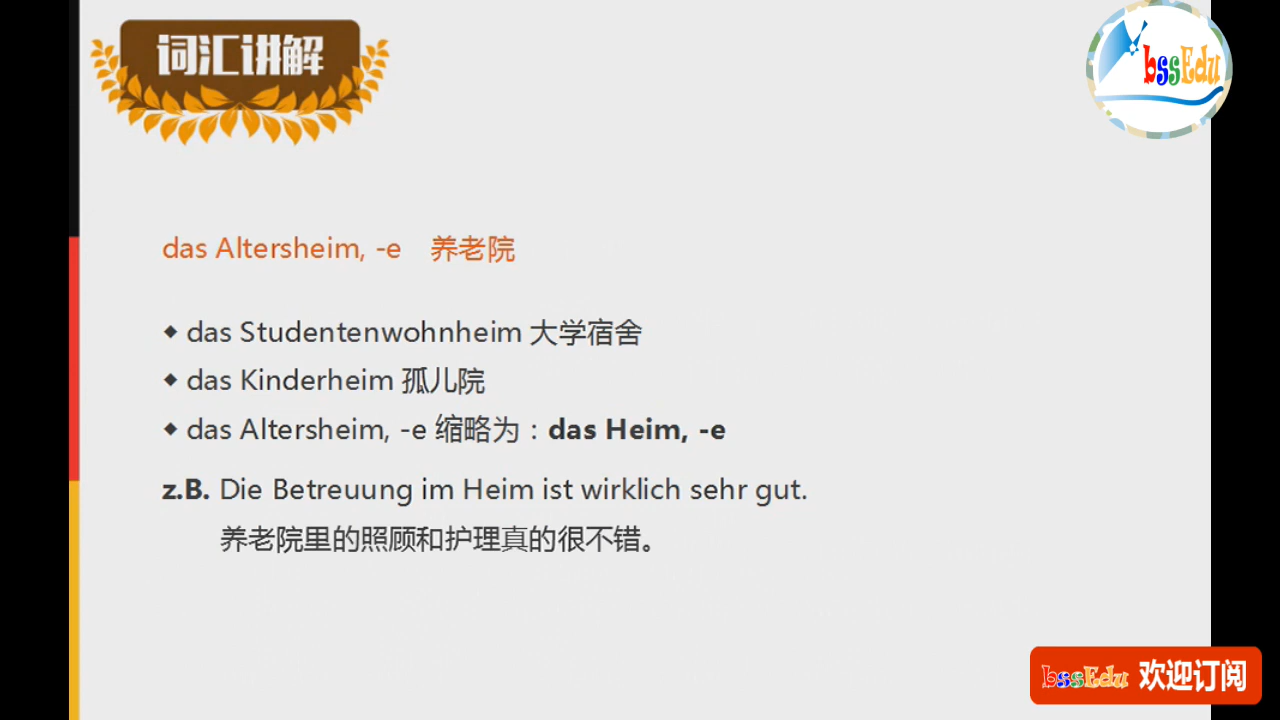 词汇讲解
bssEdu
das Altersheim, -e 养老院
◆ das Studentenwohnheim 大学宿舍
◆ das Kinderheim 孤儿院
◆ das Altersheim, -e 缩略为：das Heim, -e
z.B. Die Betreuung im Heim ist wirklich sehr gut.
养老院里的照顾和护理真的很不错。
bssEdu 欢迎订阅